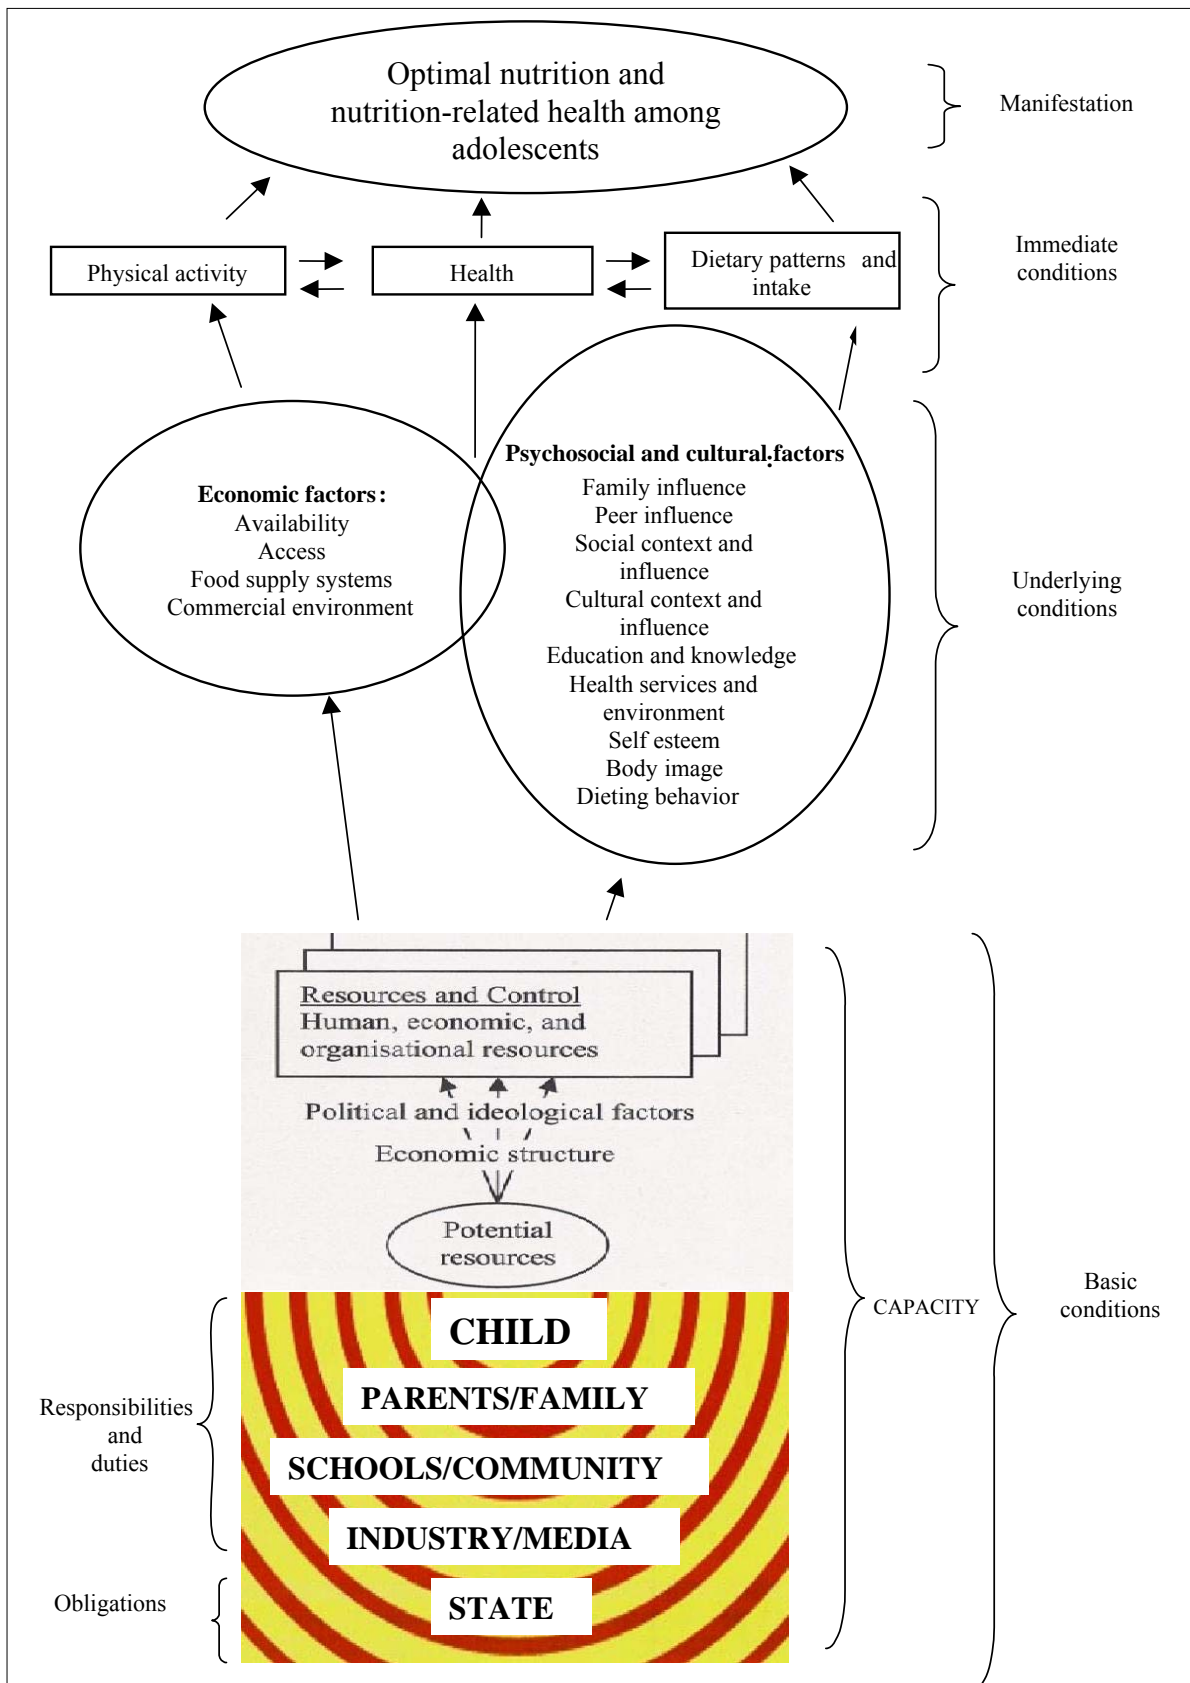 Optimal nutrition and
nutrition-related health among
adolescents
Manifestation
Physical activity
Health
Dietary patterns and
intake
Immediate
conditions
Economic factors:
Availability
Access
Food supply systems
Commercial environment
Psychosocial and cultural factors:
Family influence
Peer influence
Social context and
influence
Cultural context and
influence
Education and knowledge
Health services and
environment
Self esteem
Body image
Dieting behavior
Underlying
conditions
Resources and Control
Human, economic, and
organisational resources
Political and ideological factors
Economic structure
Potential
resources
CHILD
PARENTS/FAMILY
SCHOOLS/COMMUNITY
INDUSTRY/MEDIA
STATE
Responsibilities
and
duties
Obligations
CAPACITY
Basic
conditions